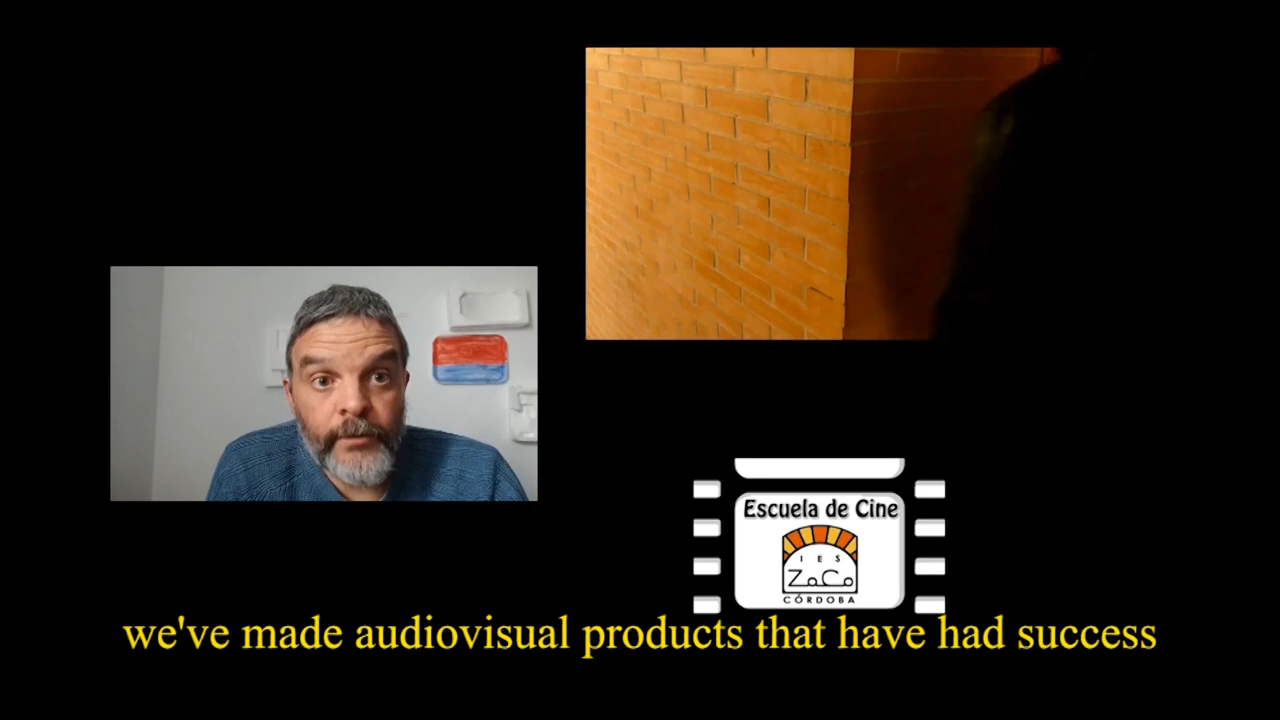 Escuela de Cine
IES
ZoCo
CÓRDOBA
we've made audiovisual products that have had success